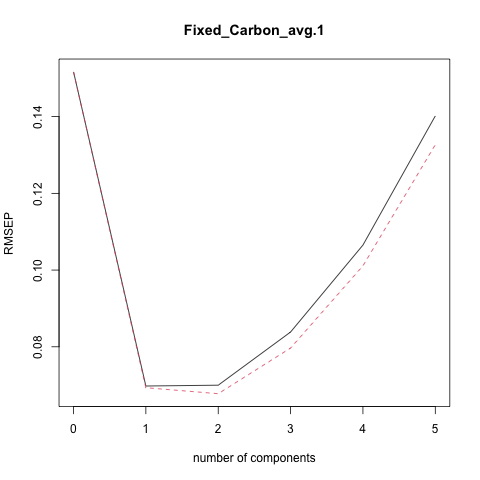 Fixed_Carbon_avg.1
RMSEP
0.14
0.12
0.10
0.08
0 1 2 3 4 5
number of components